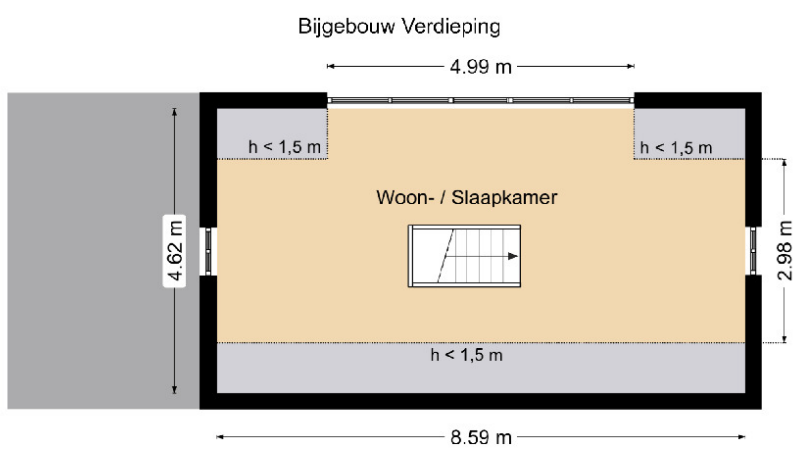 Bijgebouw Verdieping
4.99 m
h < 1,5 m
h < 1,5 m
Woon- / Slaapkamer
4.62 m
2.98 m
h < 1,5 m
8.59 m